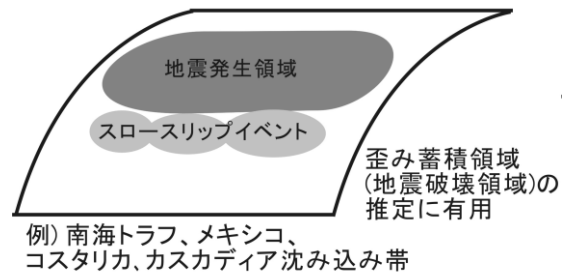 地震発生領域
スロースリップイベント
歪み蓄積領域
(地震破壊領域)の
推定に有用
例) 南海トラフ、メキシコ、
コスタリカ、カスカディア沈み込み帯